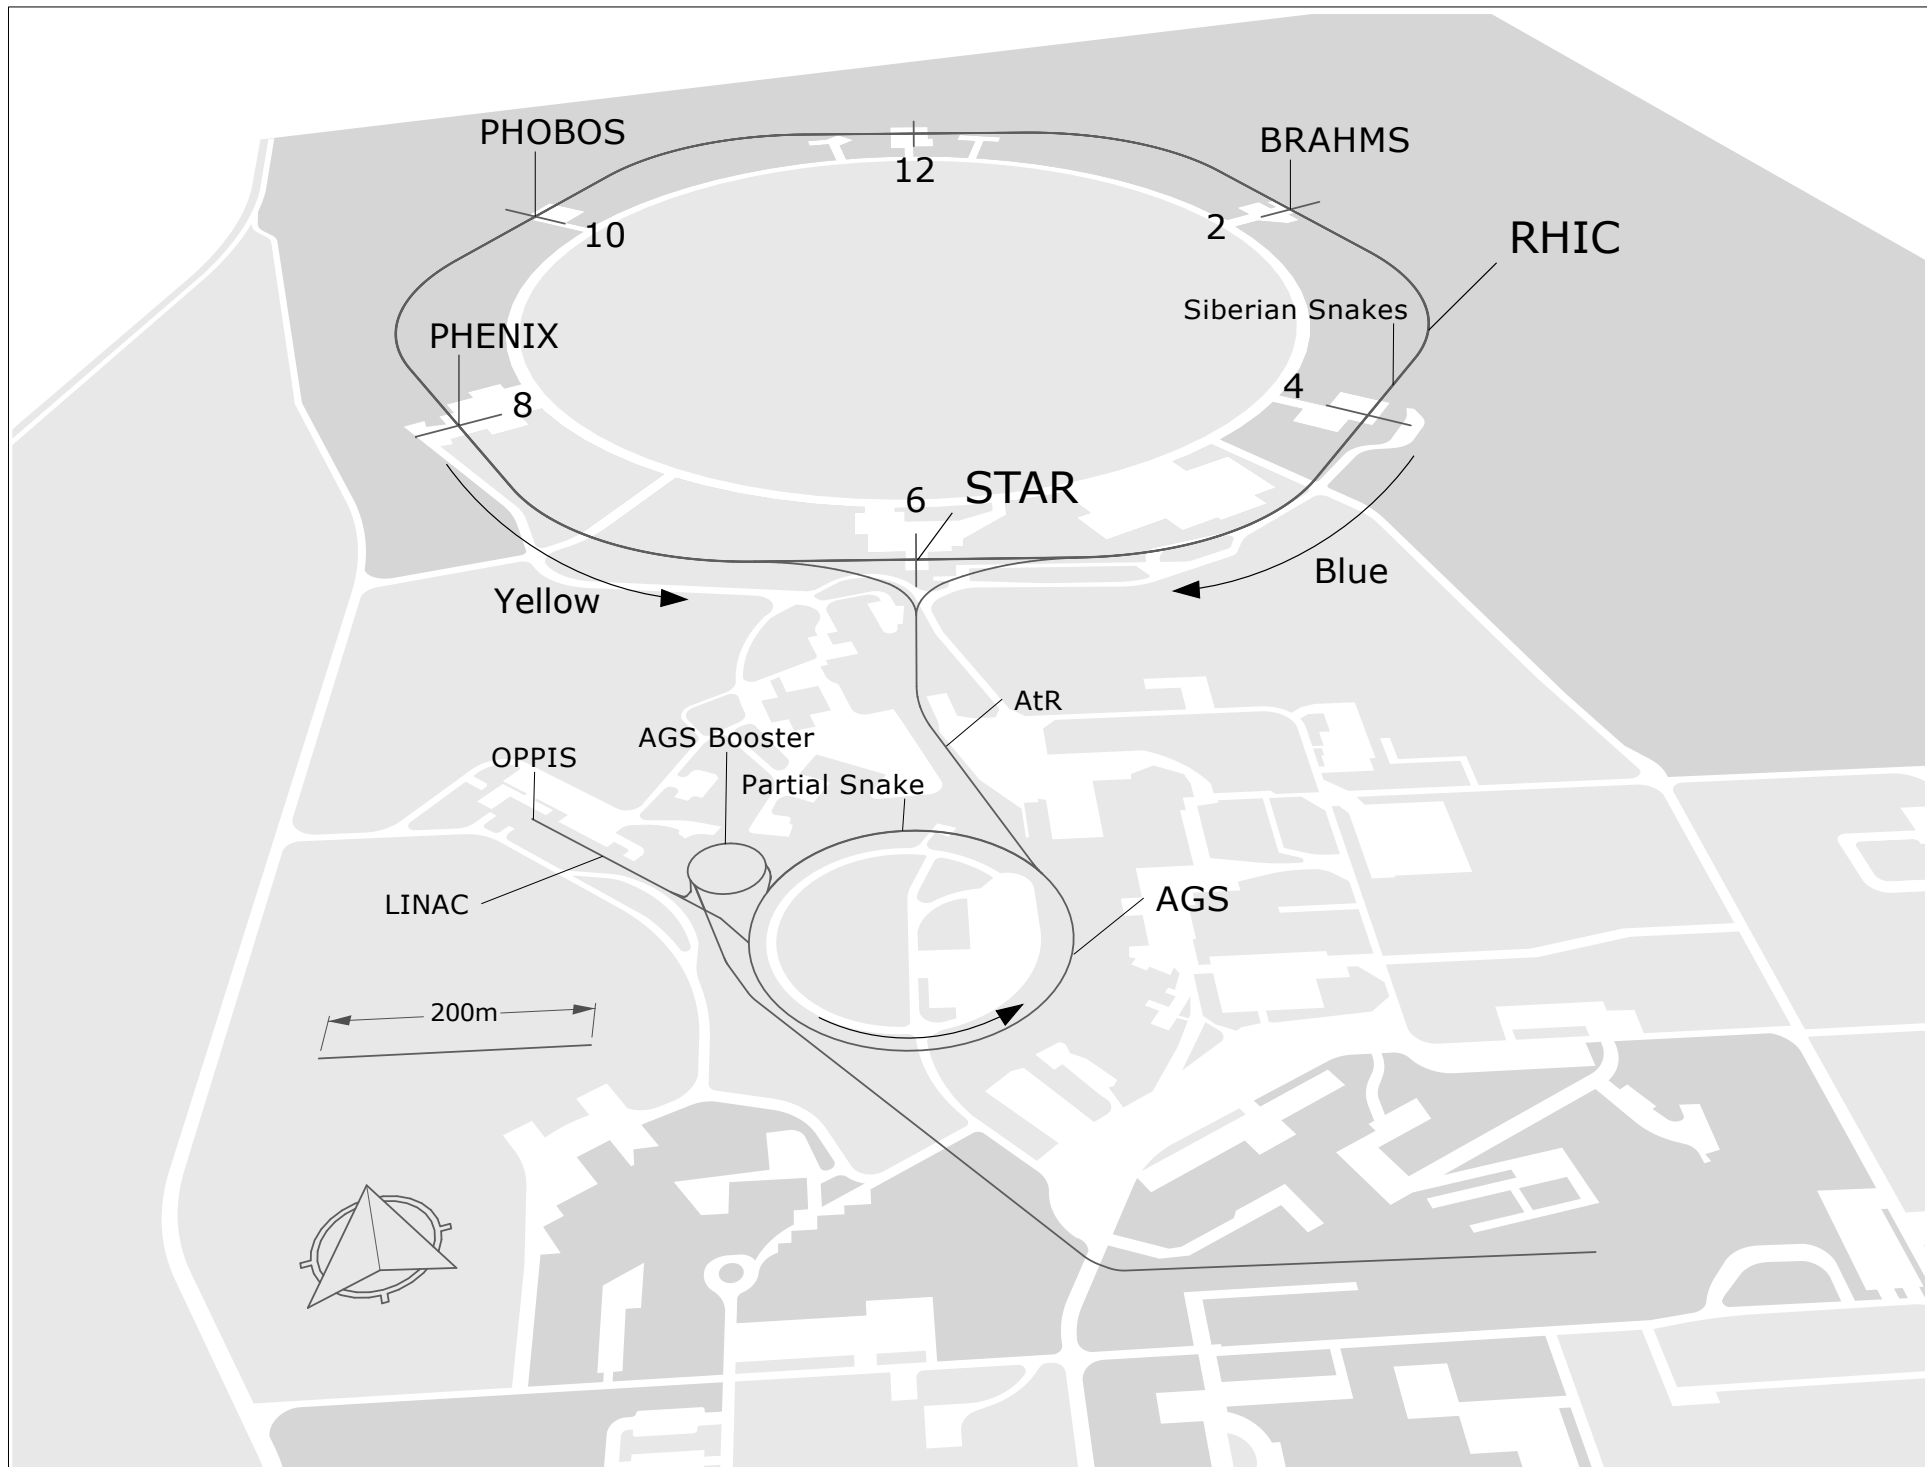 PHOBOS
BRAHMS
12
10
2
RHIC
Siberian Snakes
PHENIX
8
4
6
STAR
Yellow
Blue
AtR
AGS Booster
OPPIS
Partial Snake
LINAC
AGS
200m